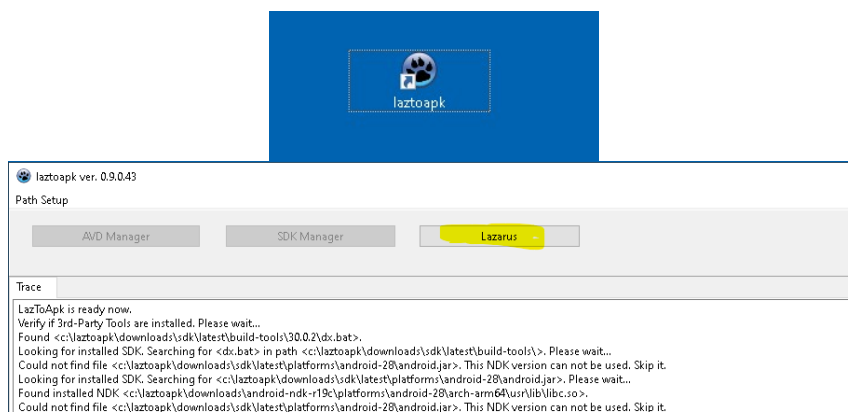 laztoapk
laztoapk ver. 0.9.0.43
Path Setup
AVD Manager SDK Manager Lazarus
Trace
LazToApk is ready now.
Verify if 3rd-Party Tools are installed. Please wait...
Found <c:\laztoapk\downloads\sdk\latest\build-tools\30.0.2\dx.bat>.
Looking for installed SDK. Searching for <dx.bat> in path <c:\laztoapk\downloads\sdk\latest\build-tools\>. Please wait...
Could not find file <c:\laztoapk\downloads\sdk\latest\platforms\android-28\android.jar>. This NDK version can not be used. Skip it.
Looking for installed SDK. Searching for <c:\laztoapk\downloads\sdk\latest\platforms\android-28\android.jar>. Please wait...
Found installed NDK <c:\laztoapk\downloads\android-ndk-r19c\platforms\android-28\arch-arm64\usr\lib\libc.so>.
Could not find file <c:\laztoapk\downloads\sdk\latest\platforms\android-28\android.jar>. This NDK version can not be used. Skip it.